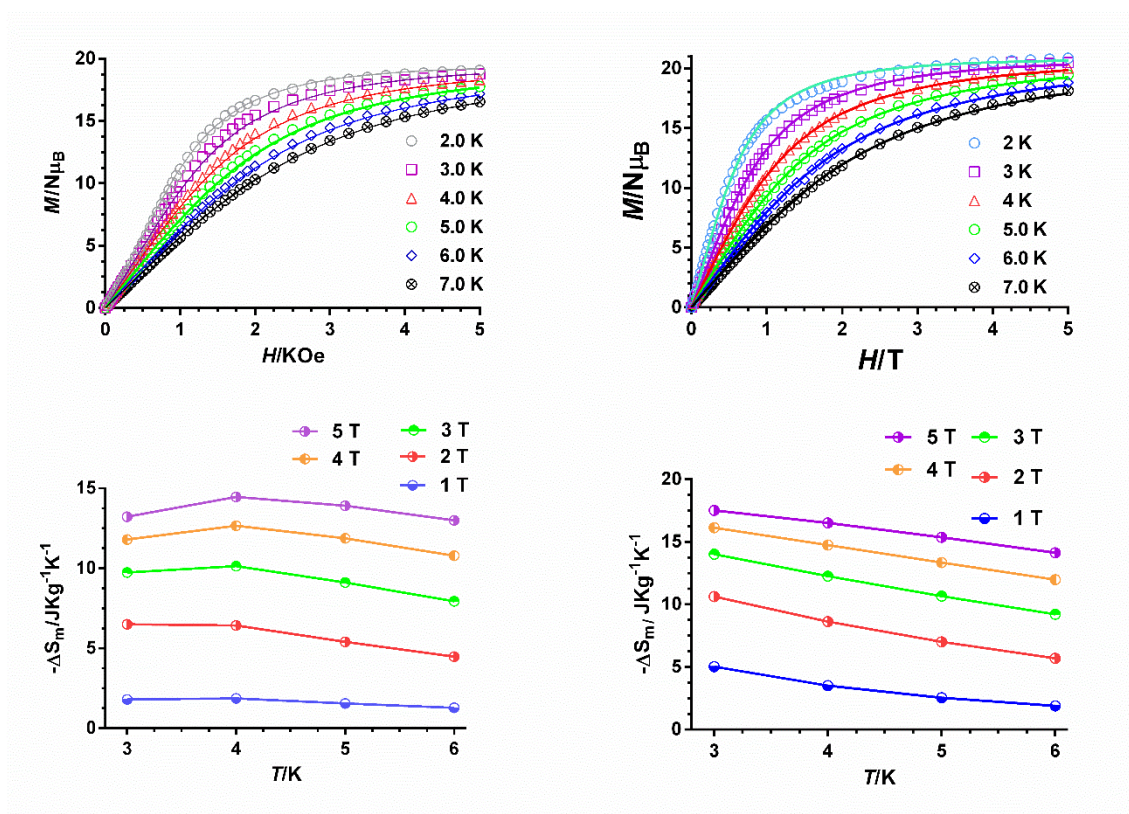 20
15
10
5
0
M/NμB
2.0 K
3.0 K
4.0 K
5.0 K
6.0 K
7.0 K
0 1 2 3 4 5
H/KOe
20
15
10
5
0
M/NμB
2 K
3 K
4 K
5.0 K
6.0 K
7.0 K
0 1 2 3 4 5
H/T
5 T 3 T
4 T 2 T
1 T
15
10
5
0
-ΔSm/JKg-1K-1
3 4 5 6
T/K
5 T 3 T
4 T 2 T
1 T
20
15
10
5
0
-ΔSm/ JKg-1K-1
3 4 5 6
T/K